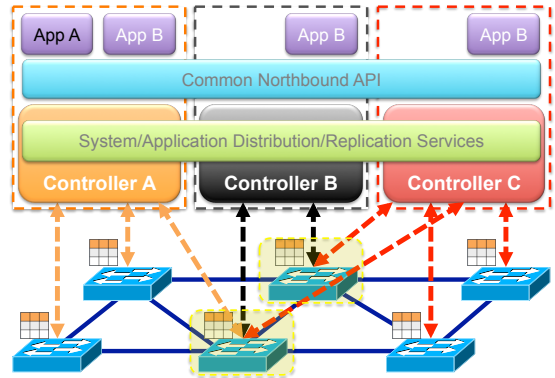 App A
App B
App B
App B
Common Northbound API
System/Application Distribution/Replication Services
Controller A
Controller B
Controller C